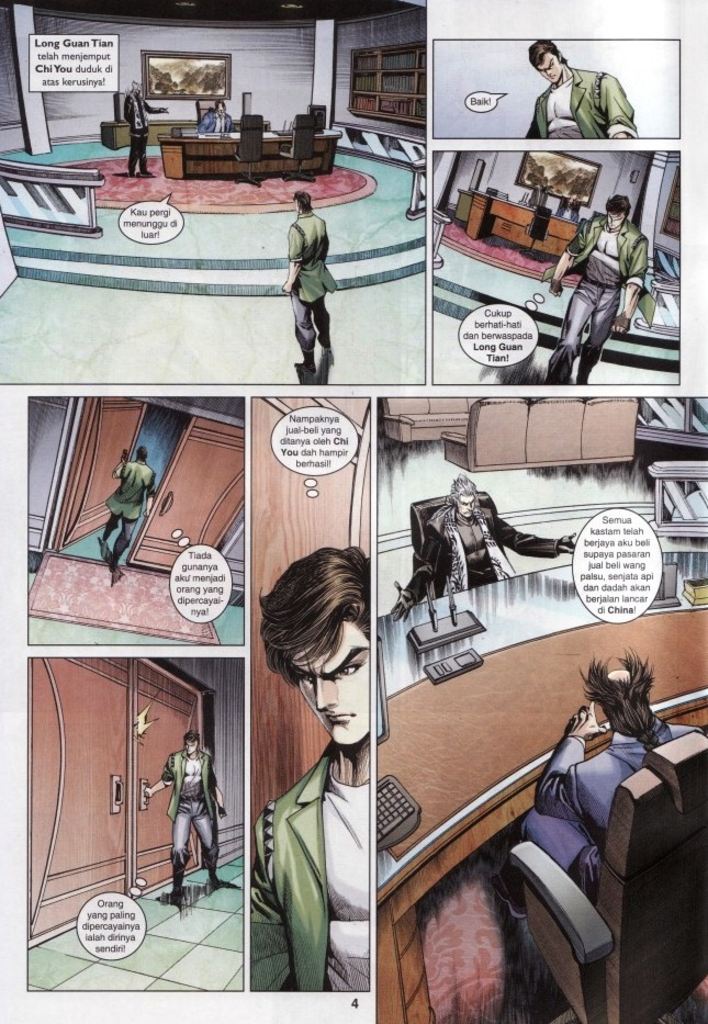 Long Guan Tian
telah menjemput
Chi You duduk di
atas kerusinya!
Kau pergi
menunggu di
luar!
Baik!
Cukup
berhati-hati
dan berwaspada
Long Guan
Tian!
Tiada
gunanya
aku menjadi
orang yang
dipercayai-
nya!
Orang
yang paling
dipercayainya
ialah dirinya
sendiri!
Nampaknya
jual-beli yang
ditanya oleh Chi
You dah hampir
berhasil!
Semua
kastam telah
berjaya aku beli
supaya pasaran
jual beli wang
palsu, senjata api
dan dadah akan
berjalan lancar
di China!
4